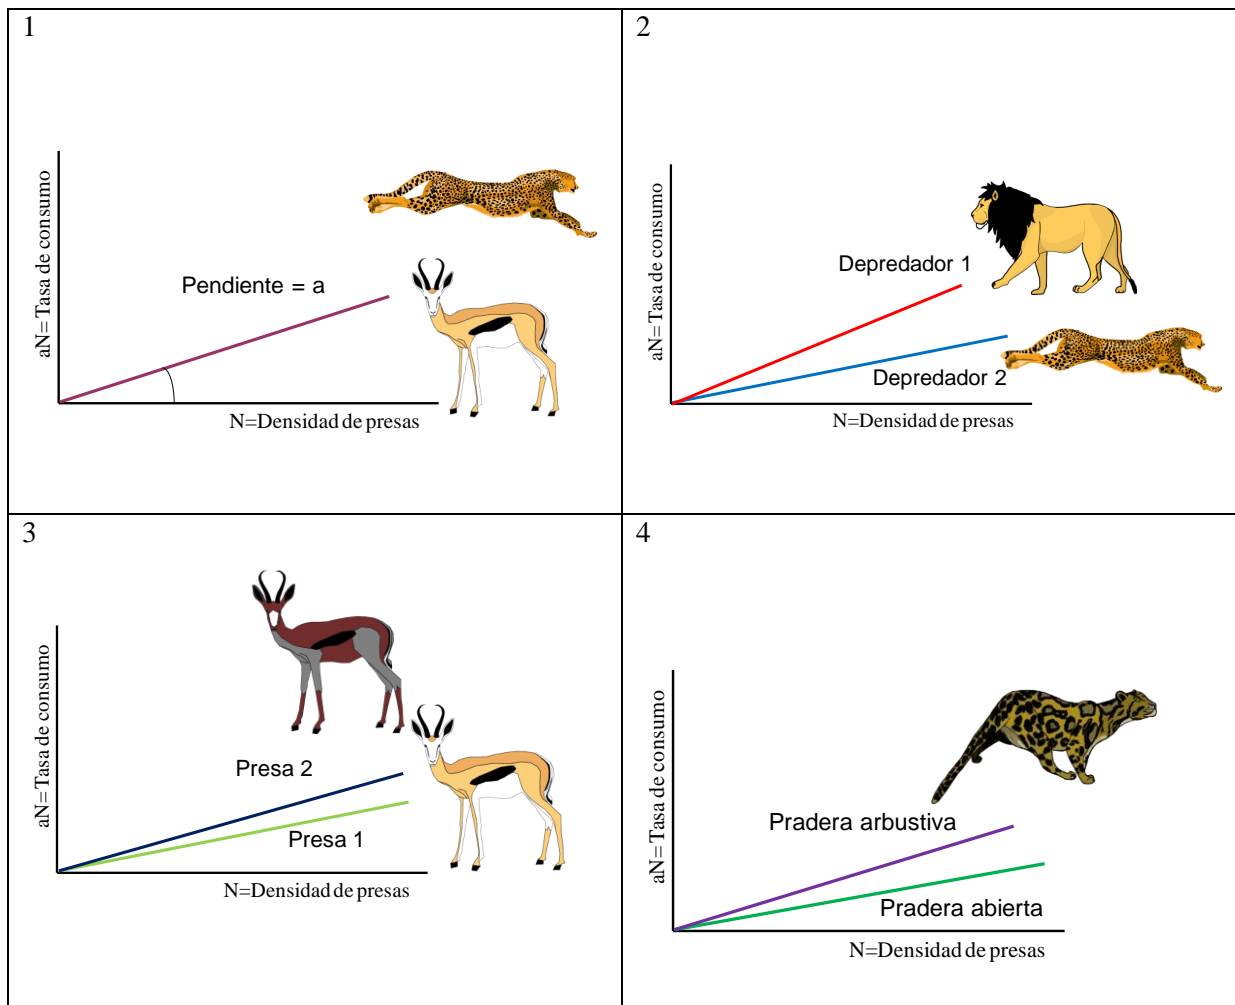 1
aN= Tasa de consumo
Pendiente = a
N=Densidad de presas
2
aN= Tasa de consumo
Depredador 1
Depredador 2
N=Densidad de presas
3
aN= Tasa de consumo
Presa 2
Presa 1
N=Densidad de presas
4
aN= Tasa de consumo
Pradera arbustiva
Pradera abierta
N=Densidad de presas